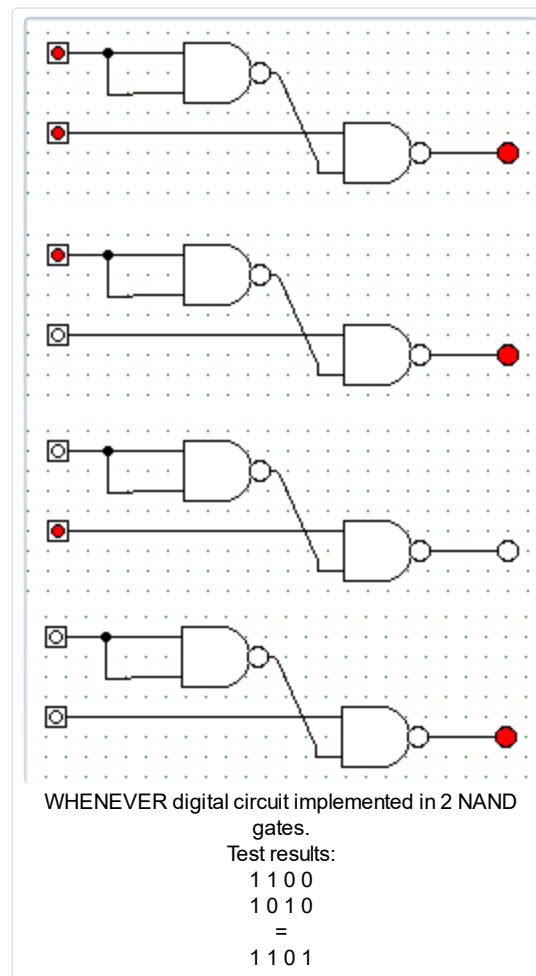 WHENEVER digital circuit implemented in 2 NAND
gates.
Test results:
1 1 0 0
1 0 1 0
=
1 1 0 1